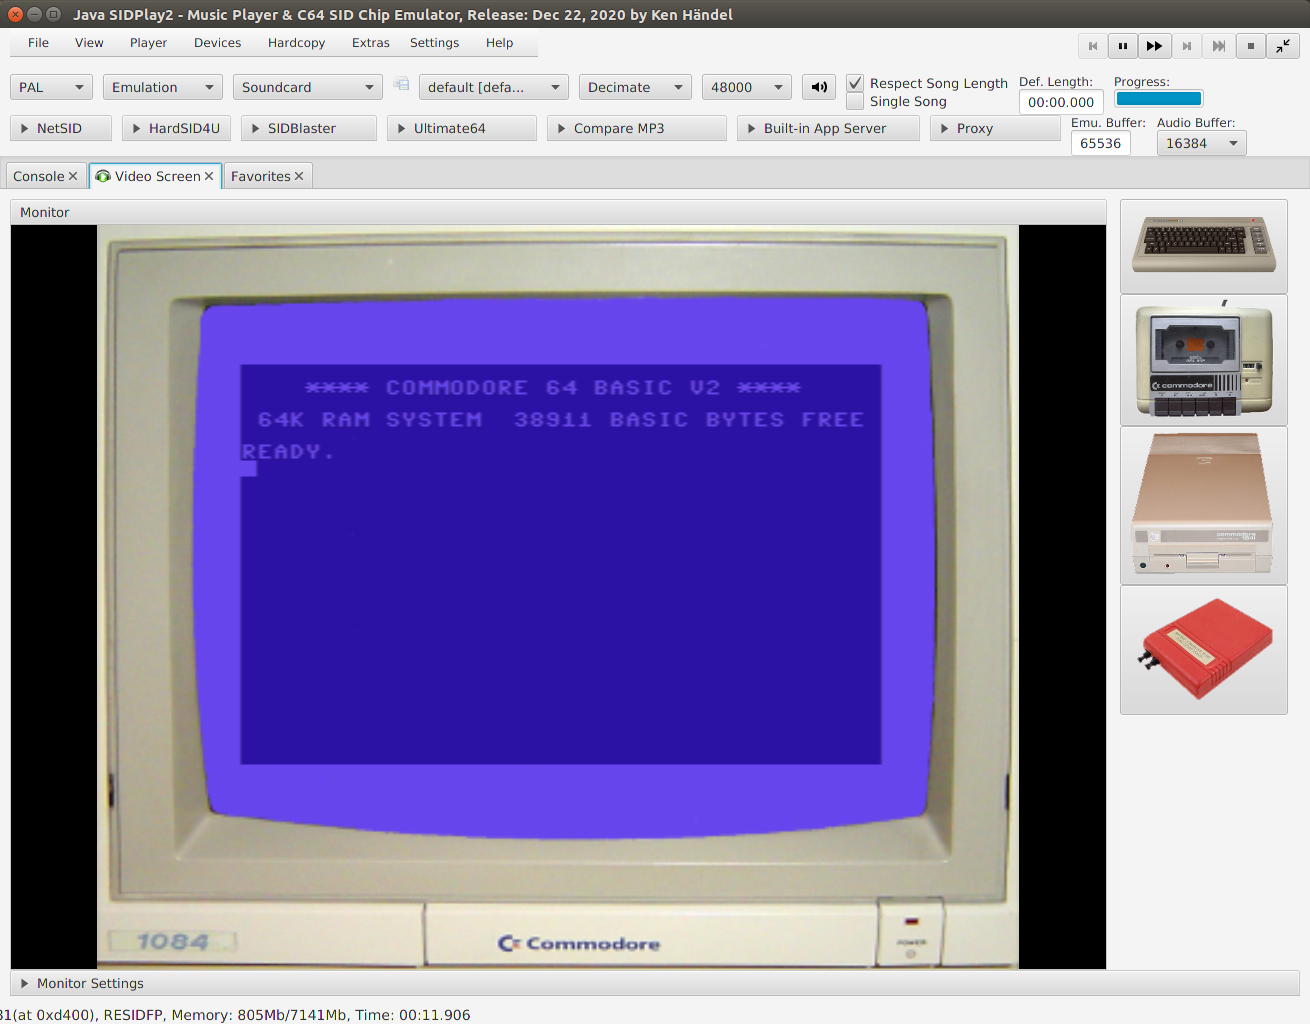 Java SIDPlay2 - Music Player & C64 SID Chip Emulator, Release: Dec 22, 2020 by Ken Händel
File View Player Devices Hardcopy Extras Settings Help
PAL Emulation Soundcard default [defa... Decimate 48000 Respect Song Length Single Song Def. Length: 00:00.000 Progress:
NetSID HardSID4U SIDBlaster Ultimate64 Compare MP3 Built-in App Server Proxy Emu. Buffer: 65536 Audio Buffer: 16384
Console Video Screen Favorites
Monitor
**** COMMODORE 64 BASIC V2 ****
64K RAM SYSTEM 38911 BASIC BYTES FREE
READY.
1084
Commodore
POWER
commodore
commodore
1541
Monitor Settings
31(at 0xd400), RESIDFP, Memory: 805Mb/7141Mb, Time: 00:11.906